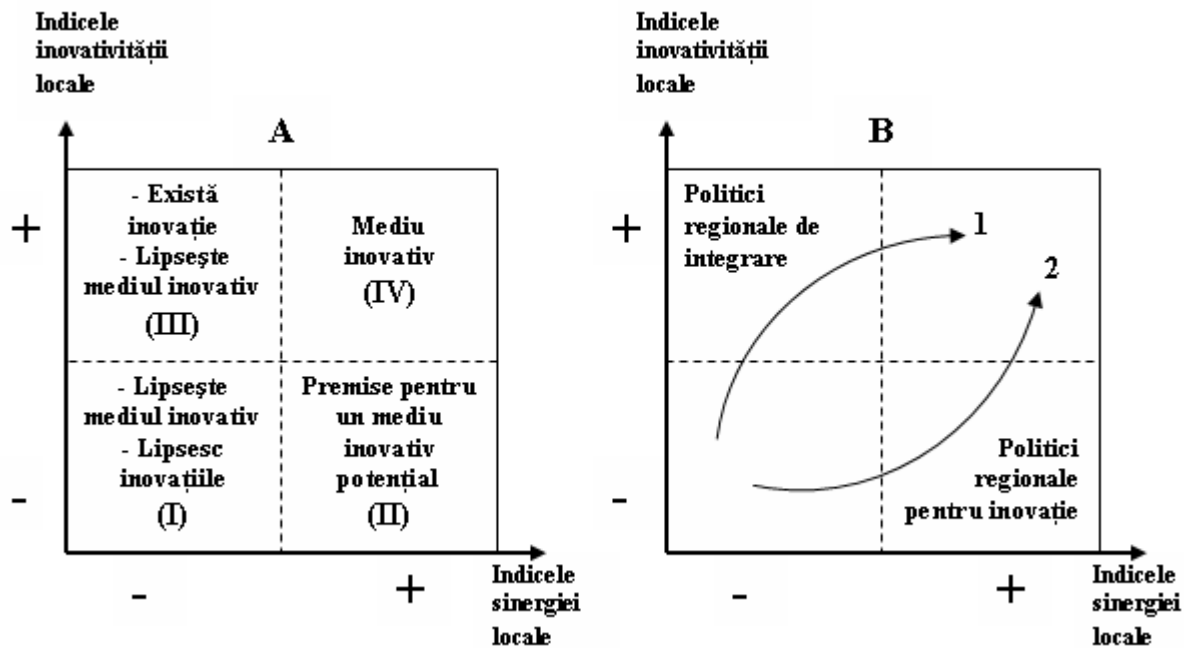 Indicele
inovativității
locale
A
+
- Există
inovație
- Lipsește
mediul inovativ
(III)
Mediu
inovativ
(IV)
- Lipsește
mediul inovativ
- Lipsesc
inovațiile
(I)
Premise pentru
un mediu
inovativ
potențial
(II)
-
-
+
Indicele
sinergiei
locale
Indicele
inovativității
locale
B
+
Politici
regionale de
integrare
1
2
Politici
regionale
pentru inovație
-
-
+
Indicele
sinergiei
locale